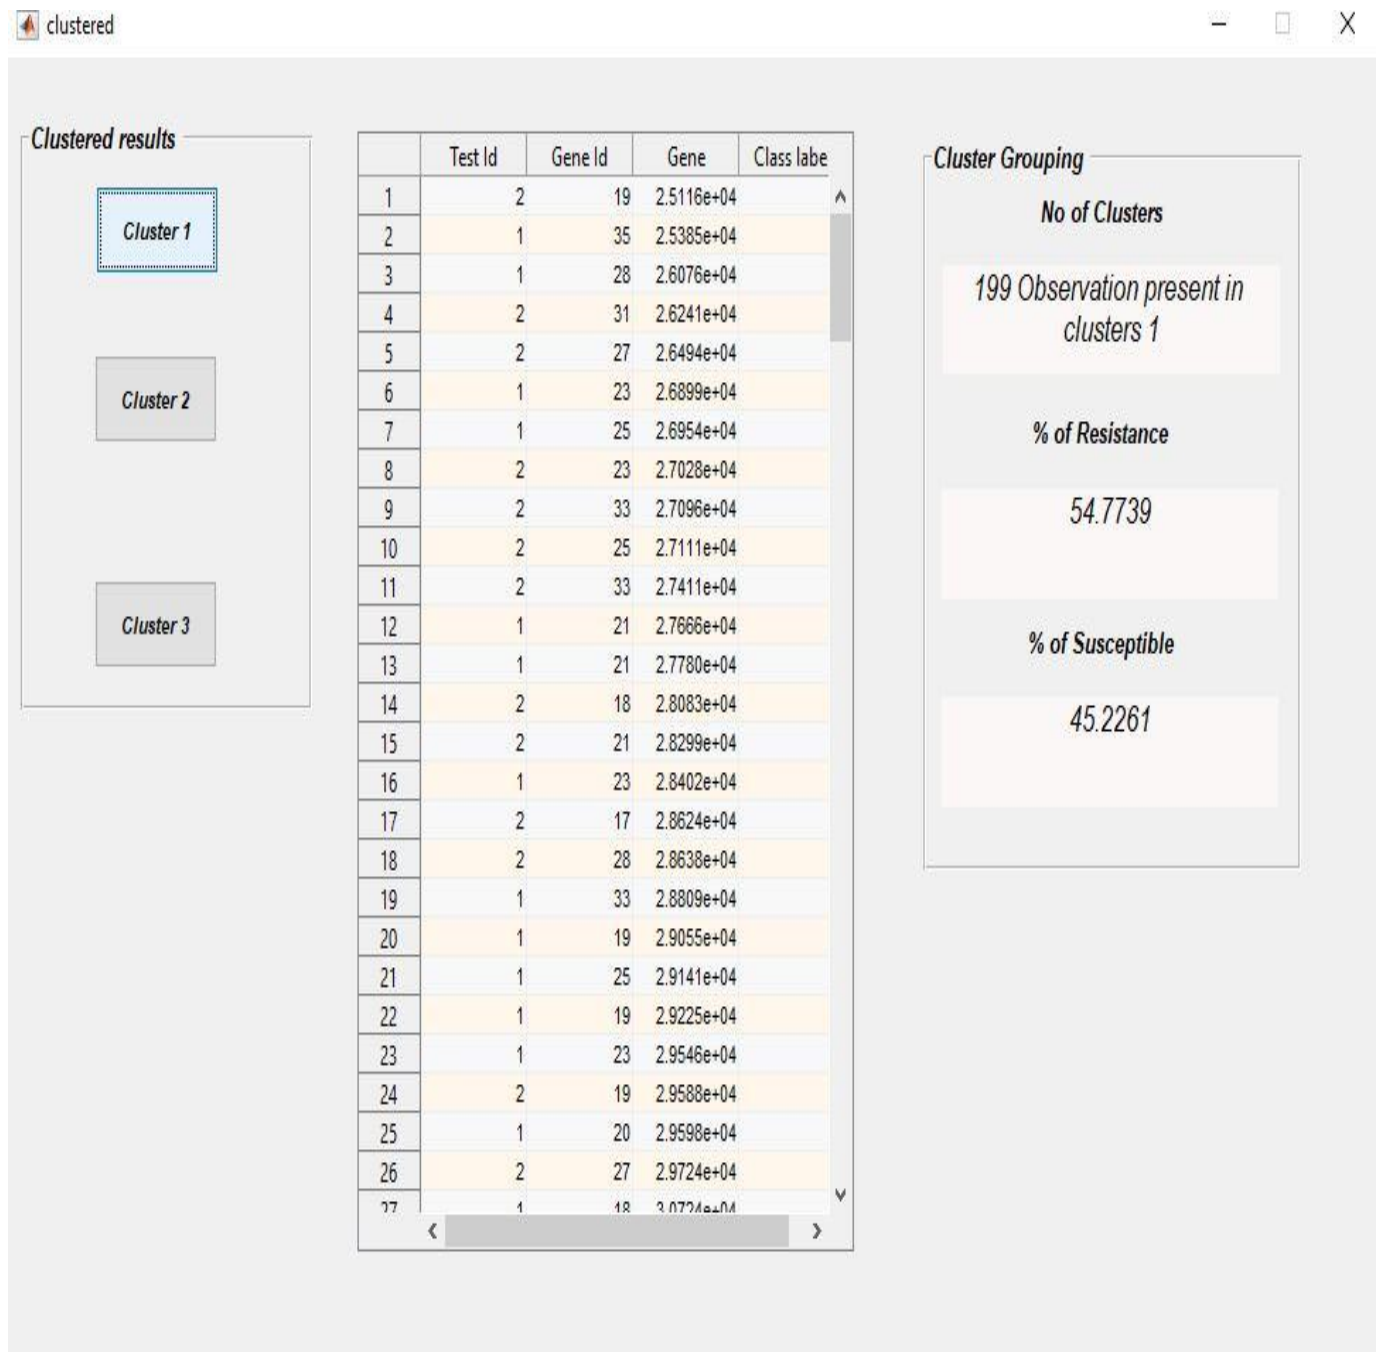 clustered
Clustered results
Cluster 1
Cluster 2
Cluster 3
Test Id Gene Id Gene Class labe
1 2 19 2.5116e+04
2 1 35 2.5385e+04
3 1 28 2.6076e+04
4 2 31 2.6241e+04
5 2 27 2.6494e+04
6 1 23 2.6899e+04
7 1 25 2.6954e+04
8 2 23 2.7028e+04
9 2 33 2.7096e+04
10 2 25 2.7111e+04
11 2 33 2.7411e+04
12 1 21 2.7666e+04
13 1 21 2.7780e+04
14 2 18 2.8083e+04
15 2 21 2.8299e+04
16 1 23 2.8402e+04
17 2 17 2.8624e+04
18 2 28 2.8638e+04
19 1 33 2.8809e+04
20 1 19 2.9055e+04
21 1 25 2.9141e+04
22 1 19 2.9225e+04
23 1 23 2.9546e+04
24 2 19 2.9588e+04
25 1 20 2.9598e+04
26 2 27 2.9724e+04
27 1 18 3.0724e+04
Cluster Grouping
No of Clusters
199 Observation present in
clusters 1
% of Resistance
54.7739
% of Susceptible
45.2261